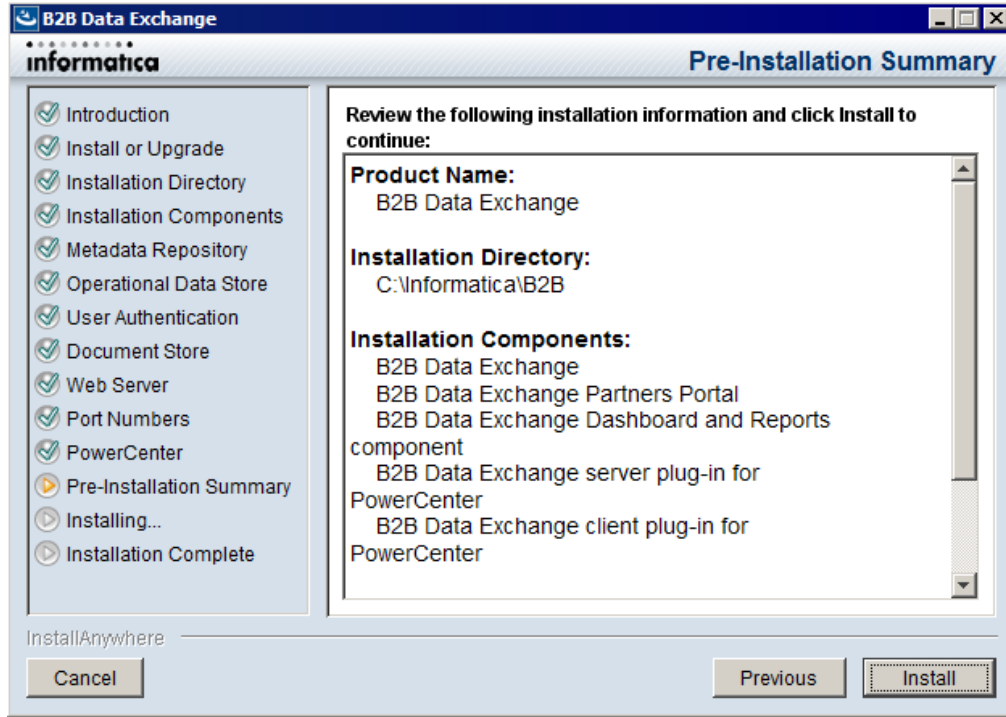 B2B Data Exchange
informatica
Pre-Installation Summary
Introduction
Install or Upgrade
Installation Directory
Installation Components
Metadata Repository
Operational Data Store
User Authentication
Document Store
Web Server
Port Numbers
PowerCenter
Pre-Installation Summary
Installing...
Installation Complete
Review the following installation information and click Install to
continue:
Product Name:
B2B Data Exchange
Installation Directory:
C:\Informatica\B2B
Installation Components:
B2B Data Exchange
B2B Data Exchange Partners Portal
B2B Data Exchange Dashboard and Reports
component
B2B Data Exchange server plug-in for
PowerCenter
B2B Data Exchange client plug-in for
PowerCenter
InstallAnywhere
Cancel
Previous
Install